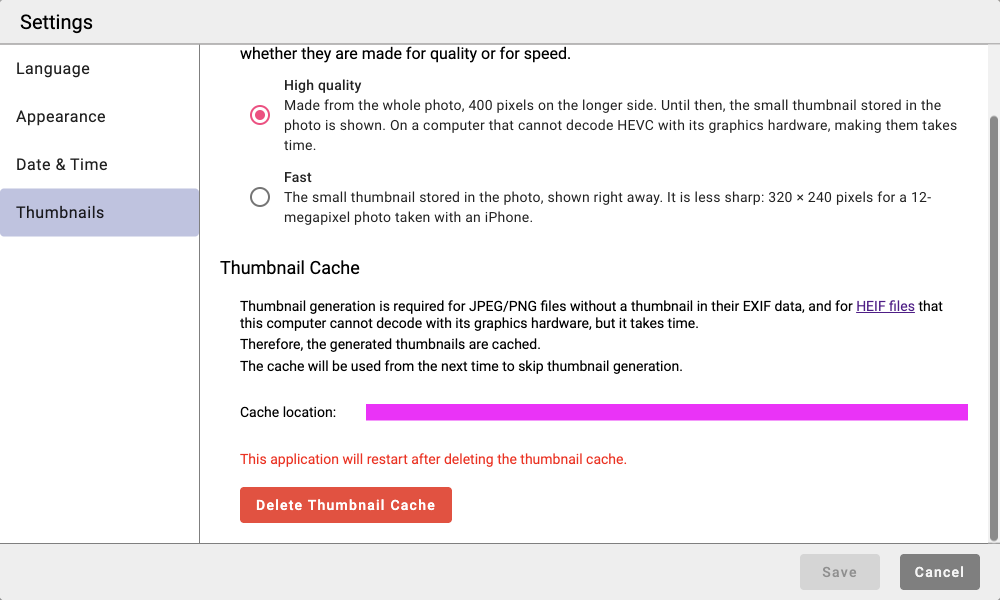 Settings
Language
Appearance
Date & Time
Thumbnails
whether they are made for quality or for speed.
High quality
Made from the whole photo, 400 pixels on the longer side. Until then, the small thumbnail stored in the
photo is shown. On a computer that cannot decode HEVC with its graphics hardware, making them takes
time.
Fast
The small thumbnail stored in the photo, shown right away. It is less sharp: 320 × 240 pixels for a 12-
megapixel photo taken with an iPhone.
Thumbnail Cache
Thumbnail generation is required for JPEG/PNG files without a thumbnail in their EXIF data, and for HEIF files that
this computer cannot decode with its graphics hardware, but it takes time.
Therefore, the generated thumbnails are cached.
The cache will be used from the next time to skip thumbnail generation.
Cache location:
This application will restart after deleting the thumbnail cache.
Delete Thumbnail Cache
Save
Cancel